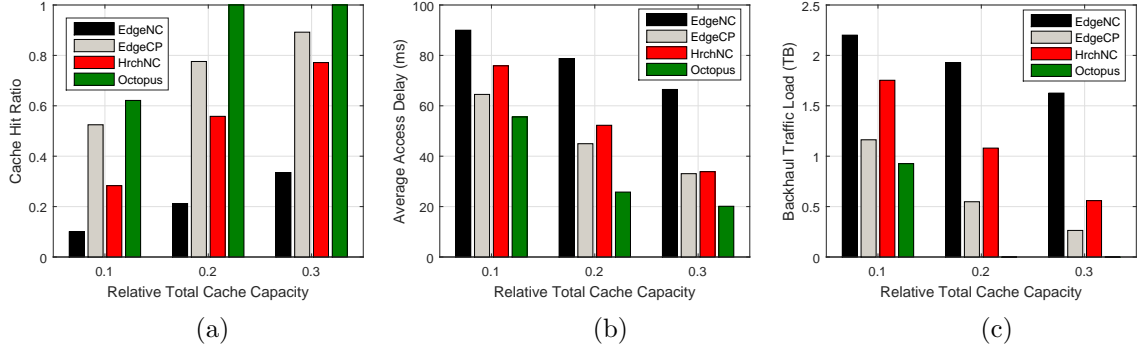 1
0.8
0.6
0.4
0.2
0
Cache Hit Ratio
EdgeNC
EdgeCP
HrchNC
Octopus
0.1 0.2 0.3
Relative Total Cache Capacity
(a)
100
80
60
40
20
0
Average Access Delay (ms)
EdgeNC
EdgeCP
HrchNC
Octopus
0.1 0.2 0.3
Relative Total Cache Capacity
(b)
2.5
2
1.5
1
0.5
0
Backhaul Traffic Load (TB)
EdgeNC
EdgeCP
HrchNC
Octopus
0.1 0.2 0.3
Relative Total Cache Capacity
(c)